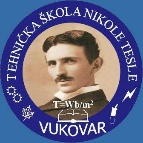 TEHNIČKA ŠKOLA NIKOLE TESLE
T=Wb/m²
VUKOVAR